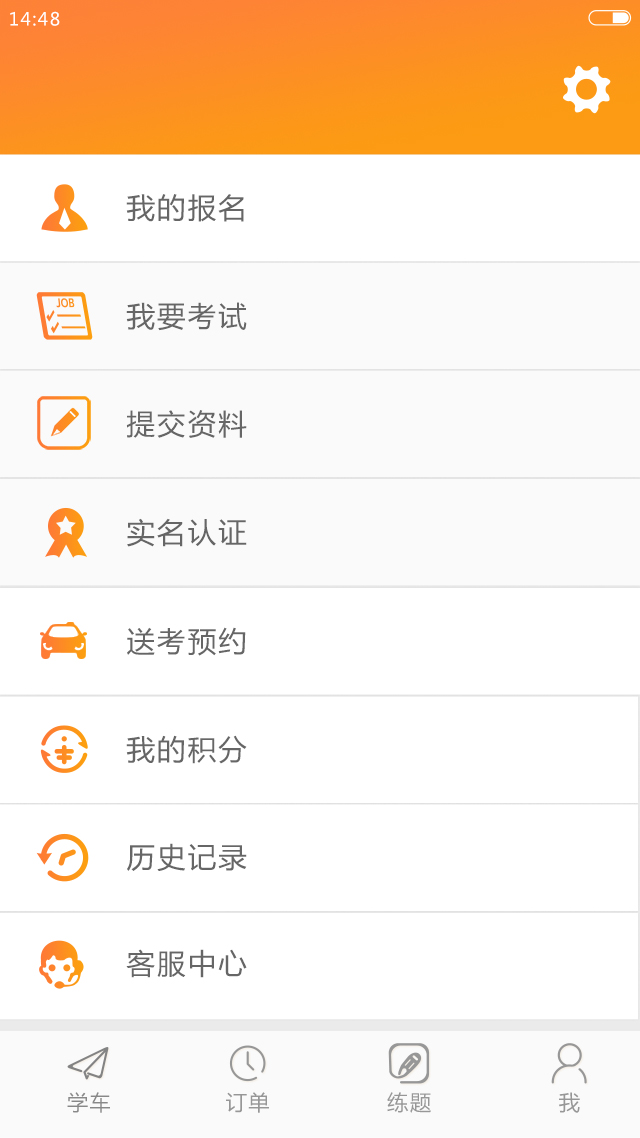 14:48
我的报名
JOB
我要考试
提交资料
实名认证
送考预约
我的积分
历史记录
客服中心
学车
订单
练题
我